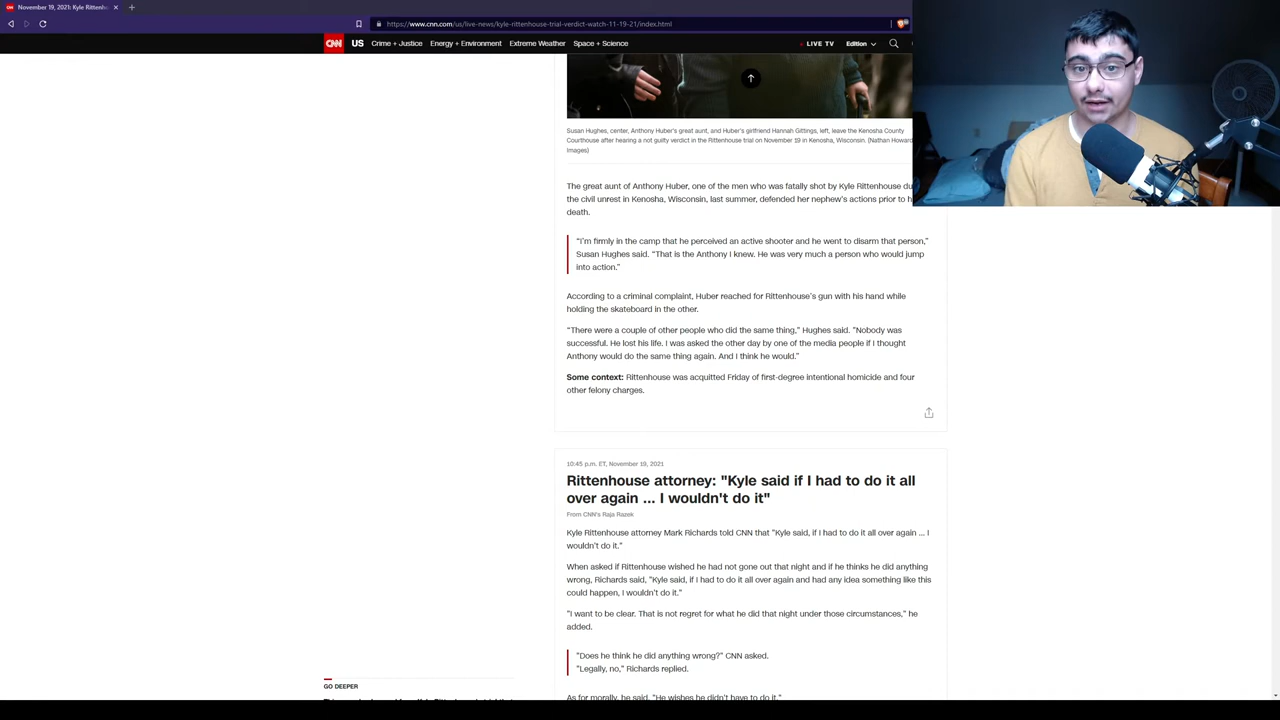 November 19, 2021: Kyle Rittenh
https://www.cnn.com/us/live-news/kyle-rittenhouse-trial-verdict-watch-11-19-21/index.html
CNN US Crime + Justice Energy + Environment Extreme Weather Space + Science LIVE TV Edition
Susan Hughes, center, Anthony Huber's great aunt, and Huber's girlfriend Hannah Gittings, left, leave the Kenosha County
Courthouse after hearing a not guilty verdict in the Rittenhouse trial on November 19 in Kenosha, Wisconsin. (Nathan Howard
Images)
The great aunt of Anthony Huber, one of the men who was fatally shot by Kyle Rittenhouse du
the civil unrest in Kenosha, Wisconsin, last summer, defended her nephew's actions prior to h
death.
“I'm firmly in the camp that he perceived an active shooter and he went to disarm that person,”
Susan Hughes said. “That is the Anthony I knew. He was very much a person who would jump
into action.”
According to a criminal complaint, Huber reached for Rittenhouse's gun with his hand while
holding the skateboard in the other.
“There were a couple of other people who did the same thing,” Hughes said. “Nobody was
successful. He lost his life. I was asked the other day by one of the media people if I thought
Anthony would do the same thing again. And I think he would.”
Some context: Rittenhouse was acquitted Friday of first-degree intentional homicide and four
other felony charges.
10:45 p.m. ET, November 19, 2021
Rittenhouse attorney: "Kyle said if I had to do it all
over again ... I wouldn't do it"
From CNN's Raja Razek
Kyle Rittenhouse attorney Mark Richards told CNN that "Kyle said, if I had to do it all over again ... I
wouldn't do it."
When asked if Rittenhouse wished he had not gone out that night and if he thinks he did anything
wrong, Richards said, "Kyle said, if I had to do it all over again and had any idea something like this
could happen, I wouldn't do it."
"I want to be clear. That is not regret for what he did that night under those circumstances," he
added.
"Does he think he did anything wrong?" CNN asked.
"Legally, no," Richards replied.
As for morally, he said, "He wishes he didn't have to do it."
GO DEEPER